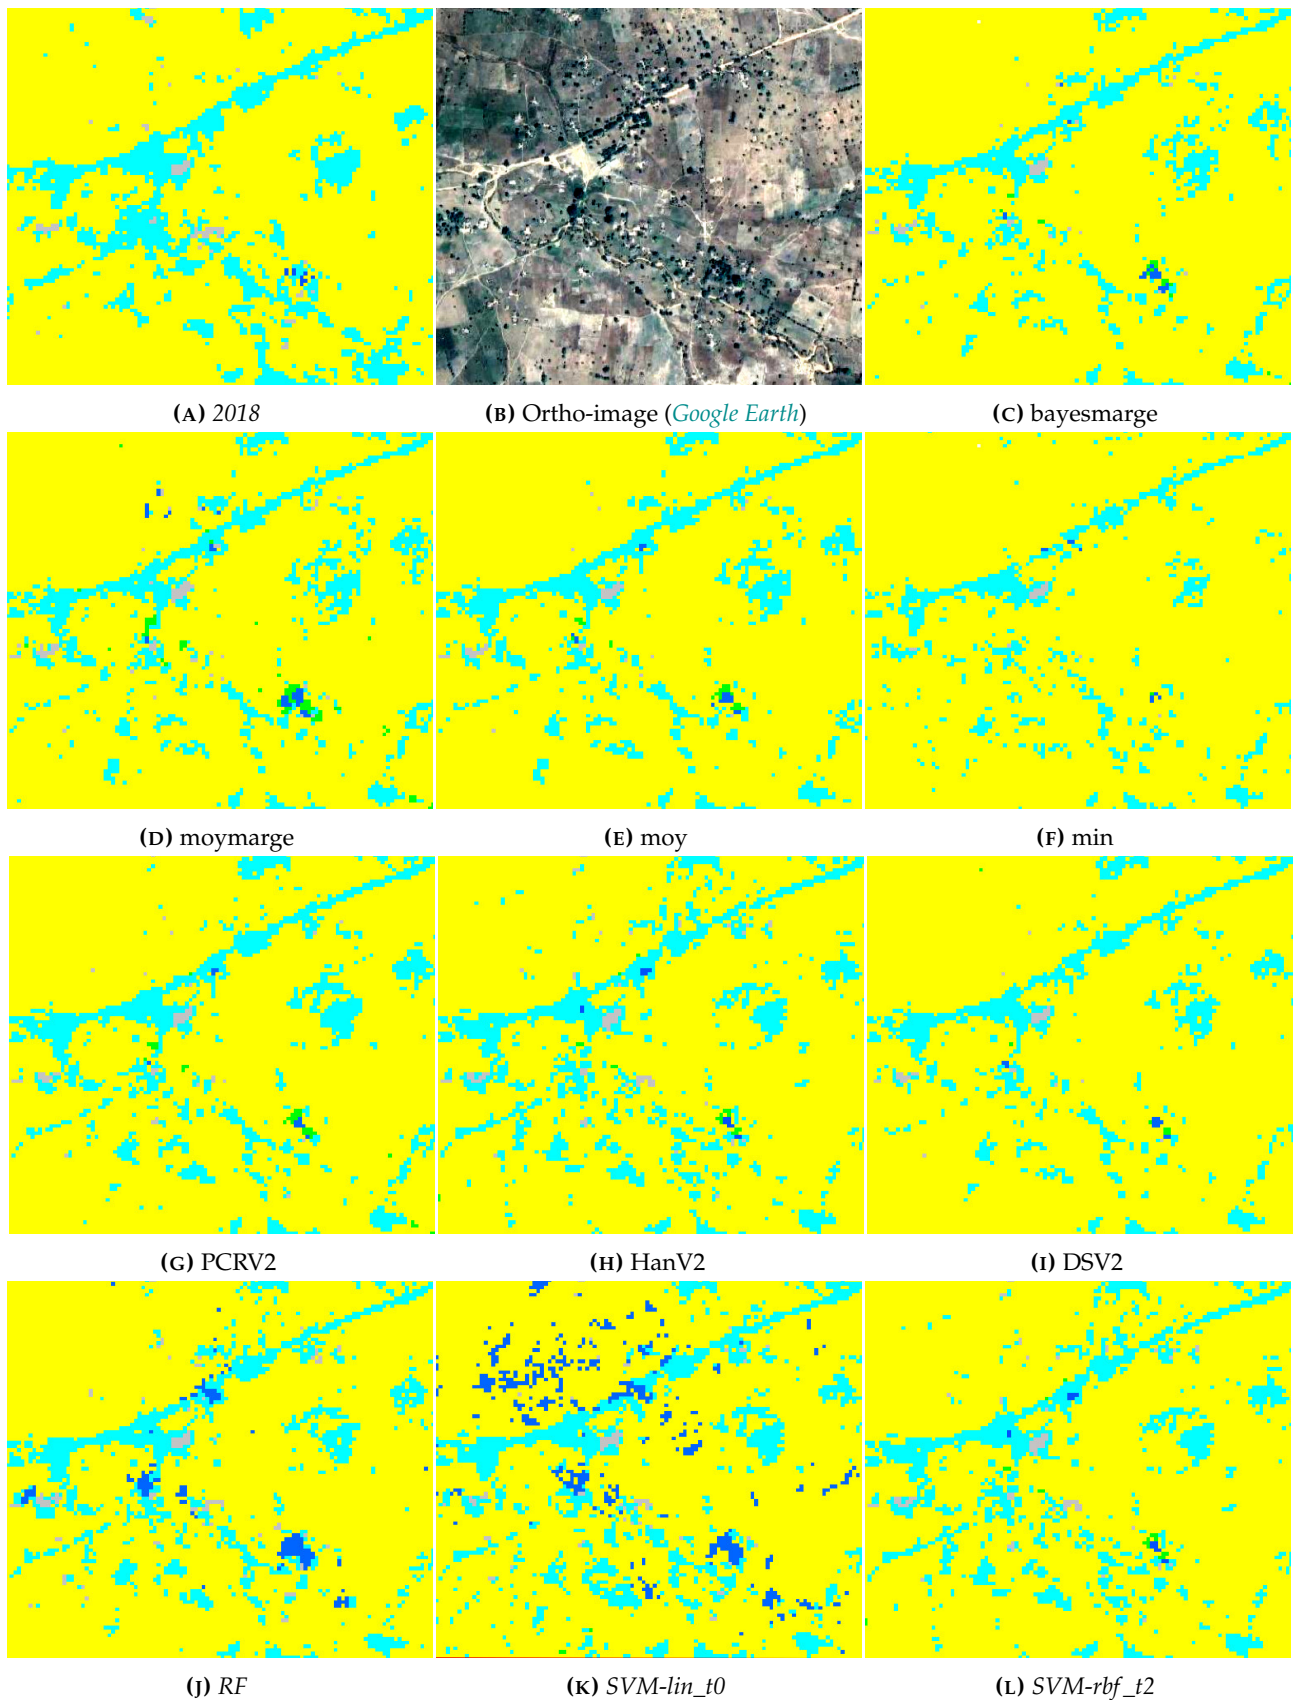 (A) 2018
(B) Ortho-image (Google Earth)
(C) bayesmarge
(D) moymarge
(E) moy
(F) min
(G) PCRV2
(H) HanV2
(I) DSV2
(J) RF
(K) SVM-lin_t0
(L) SVM-rbf_t2